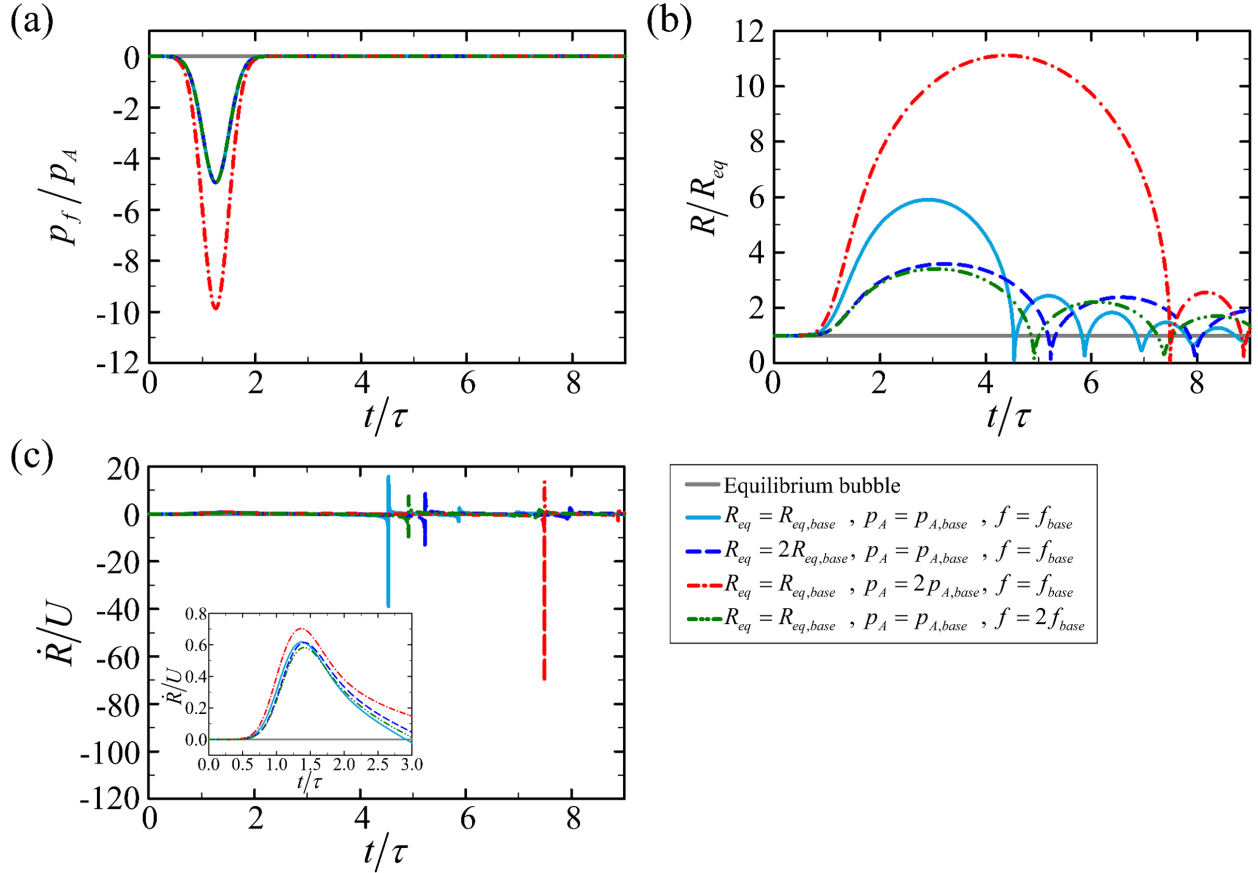 (a)
0
-2
-4
-6
-8
-10
-12
p_f / p_A
0 2 4 6 8
t/τ
(b)
12
10
8
6
4
2
0
R/R_eq
0 2 4 6 8
t/τ
(c)
20
0
-20
-40
-60
-80
-100
-120
Ṙ/U
0 2 4 6 8
t/τ
0.8
0.6
0.4
0.2
0.0
Ṙ/U
0.0 0.5 1.0 1.5 2.0 2.5 3.0
t/τ
Equilibrium bubble
R_eq = R_eq,base , p_A = p_A,base , f = f_base
R_eq = 2R_eq,base , p_A = p_A,base , f = f_base
R_eq = R_eq,base , p_A = 2p_A,base , f = f_base
R_eq = R_eq,base , p_A = p_A,base , f = 2f_base